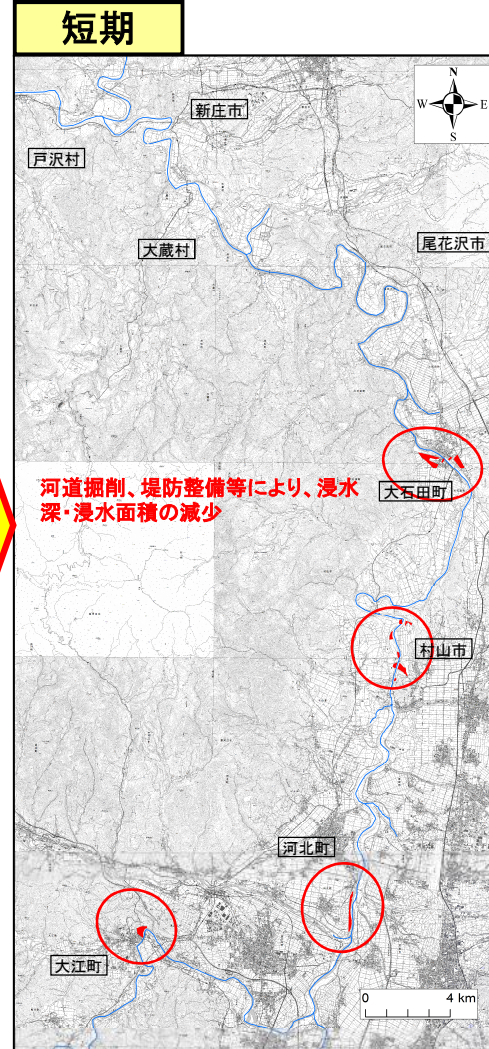 短期
N
W E
S
新庄市
戸沢村
大蔵村
尾花沢市
河道掘削、堤防整備等により、浸水
深・浸水面積の減少
大石田町
村山市
河北町
大江町
0 4 km